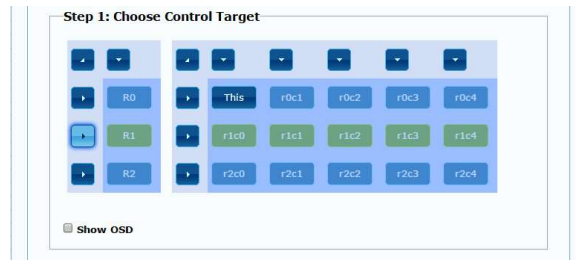 Step 1: Choose Control Target
R0 This r0c1 r0c2 r0c3 r0c4
R1 r1c0 r1c1 r1c2 r1c3 r1c4
R2 r2c0 r2c1 r2c2 r2c3 r2c4
Show OSD